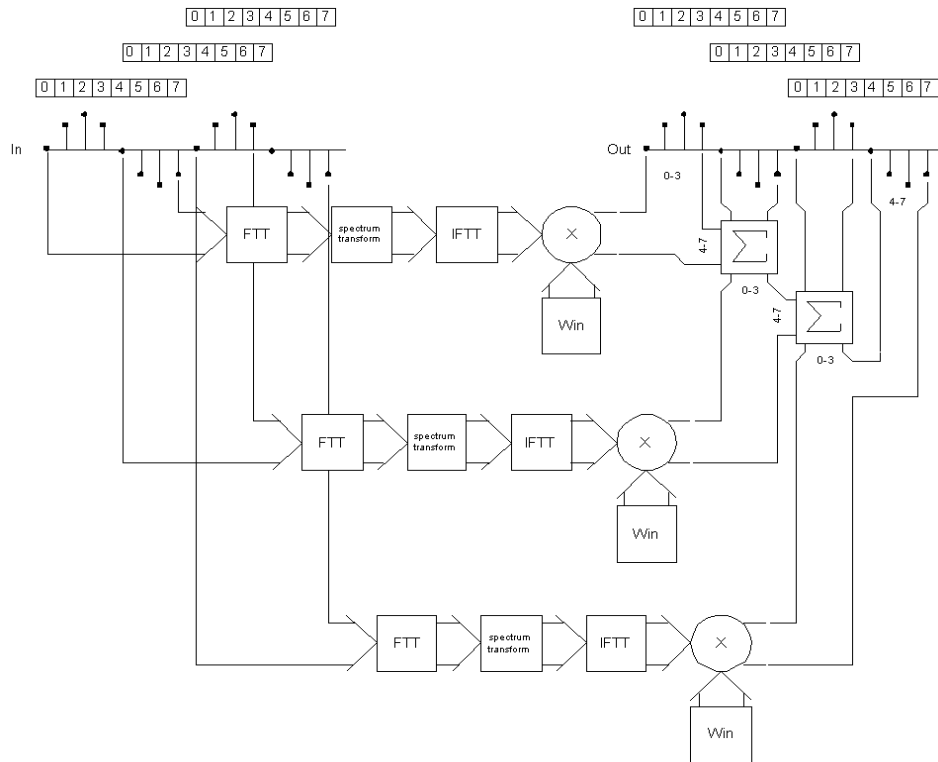 0 1 2 3 4 5 6 7
0 1 2 3 4 5 6 7
0 1 2 3 4 5 6 7
0 1 2 3 4 5 6 7
0 1 2 3 4 5 6 7
0 1 2 3 4 5 6 7
In
Out
0-3
4-7
FTT
spectrum
transform
IFTT
X
4-7
Σ
0-3
Win
4-7
Σ
0-3
FTT
spectrum
transform
IFTT
X
Win
FTT
spectrum
transform
IFTT
X
Win